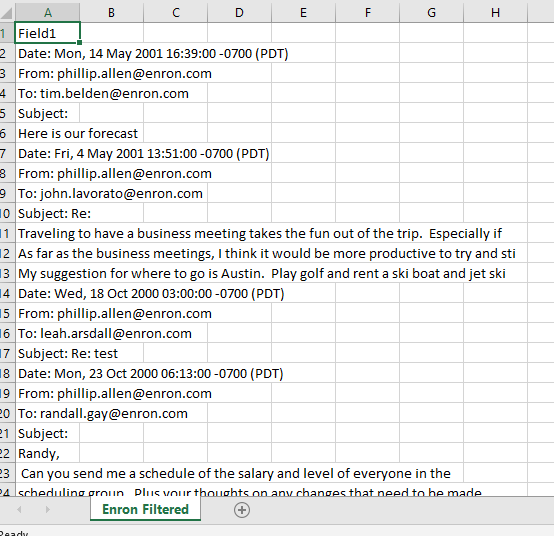 A B C D E F G H
1 Field1
2 Date: Mon, 14 May 2001 16:39:00 -0700 (PDT)
3 From: phillip.allen@enron.com
4 To: tim.belden@enron.com
5 Subject:
6 Here is our forecast
7 Date: Fri, 4 May 2001 13:51:00 -0700 (PDT)
8 From: phillip.allen@enron.com
9 To: john.lavorato@enron.com
10 Subject: Re:
11 Traveling to have a business meeting takes the fun out of the trip.  Especially if
12 As far as the business meetings, I think it would be more productive to try and sti
13 My suggestion for where to go is Austin.  Play golf and rent a ski boat and jet ski
14 Date: Wed, 18 Oct 2000 03:00:00 -0700 (PDT)
15 From: phillip.allen@enron.com
16 To: leah.arsdall@enron.com
17 Subject: Re: test
18 Date: Mon, 23 Oct 2000 06:13:00 -0700 (PDT)
19 From: phillip.allen@enron.com
20 To: randall.gay@enron.com
21 Subject:
22 Randy,
23 Can you send me a schedule of the salary and level of everyone in the
24 scheduling group.  Plus your thoughts on any changes that need to be made
Enron Filtered
Ready